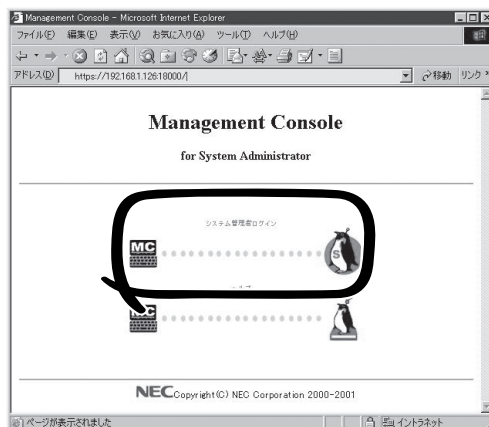 Management Console - Microsoft Internet Explorer
ファイル(F) 編集(E) 表示(V) お気に入り(A) ツール(T) ヘルプ(H)
アドレス(D) https://192.168.1.126:18000/ 移動 リンク »
Management Console
for System Administrator
システム管理者ログイン
MC S
ヘルプ
MC
NEC Copyright(C) NEC Corporation 2000-2001
ページが表示されました イントラネット